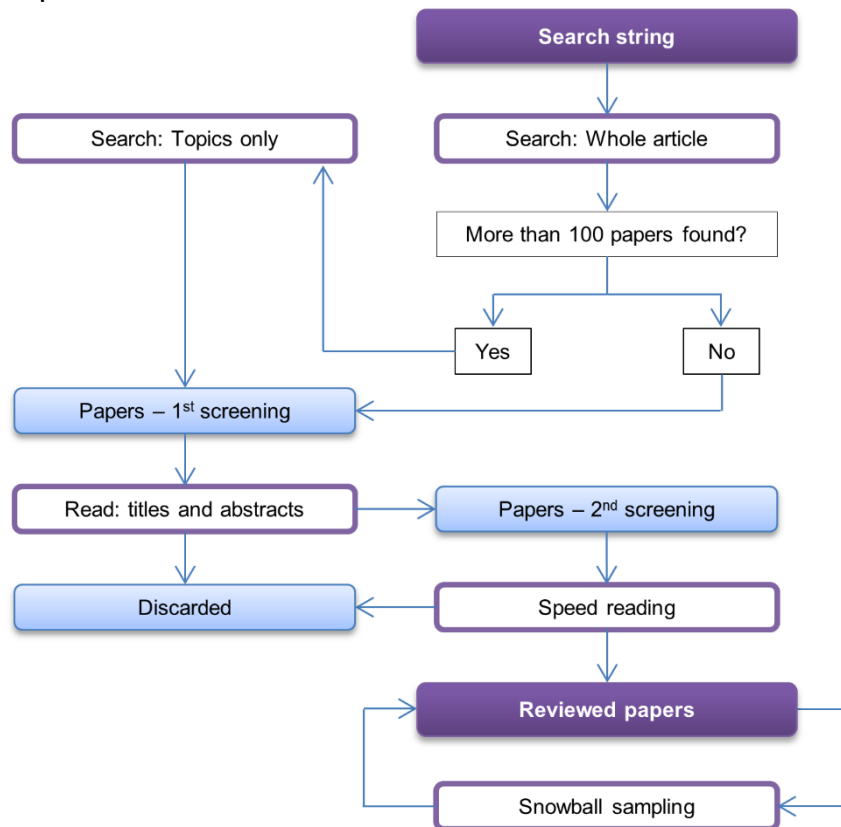 Search string
Search: Topics only
Search: Whole article
More than 100 papers found?
Yes
No
Papers – 1st screening
Read: titles and abstracts
Papers – 2nd screening
Discarded
Speed reading
Reviewed papers
Snowball sampling